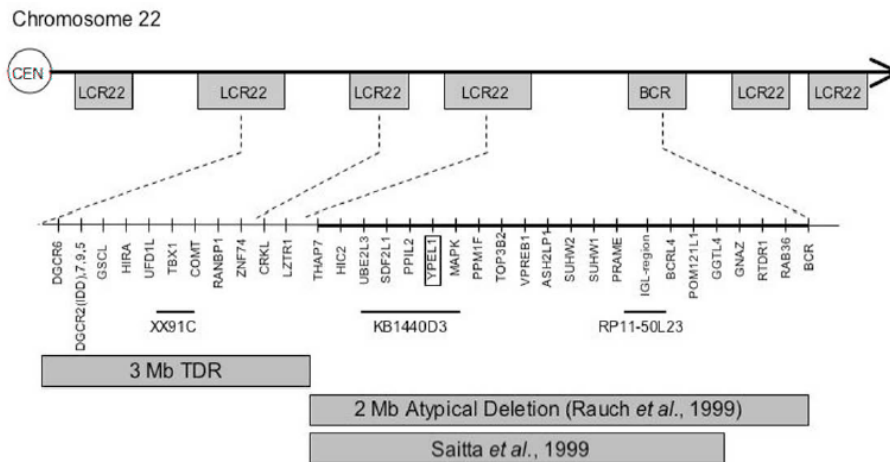 Chromosome 22
CEN
LCR22
LCR22
LCR22
LCR22
BCR
LCR22
LCR22
DGCR6
DGCR2(IDD),7,9,5
GSCL
HIRA
UFD1L
TBX1
COMT
RANBP1
ZNF74
CRKL
LZTR1
THAP7
HIC2
UBE2L3
SDF2L1
PPIL2
YPEL1
MAPK
PPM1F
TOP3B2
VPREB1
ASH2LP1
SUHW2
SUHW1
PRAME
IGL-region
BCRL4
POM121L1
GGTL4
GNAZ
RTDR1
RAB36
BCR
XX91C
KB1440D3
RP11-50L23
3 Mb TDR
2 Mb Atypical Deletion (Rauch et al., 1999)
Saitta et al., 1999